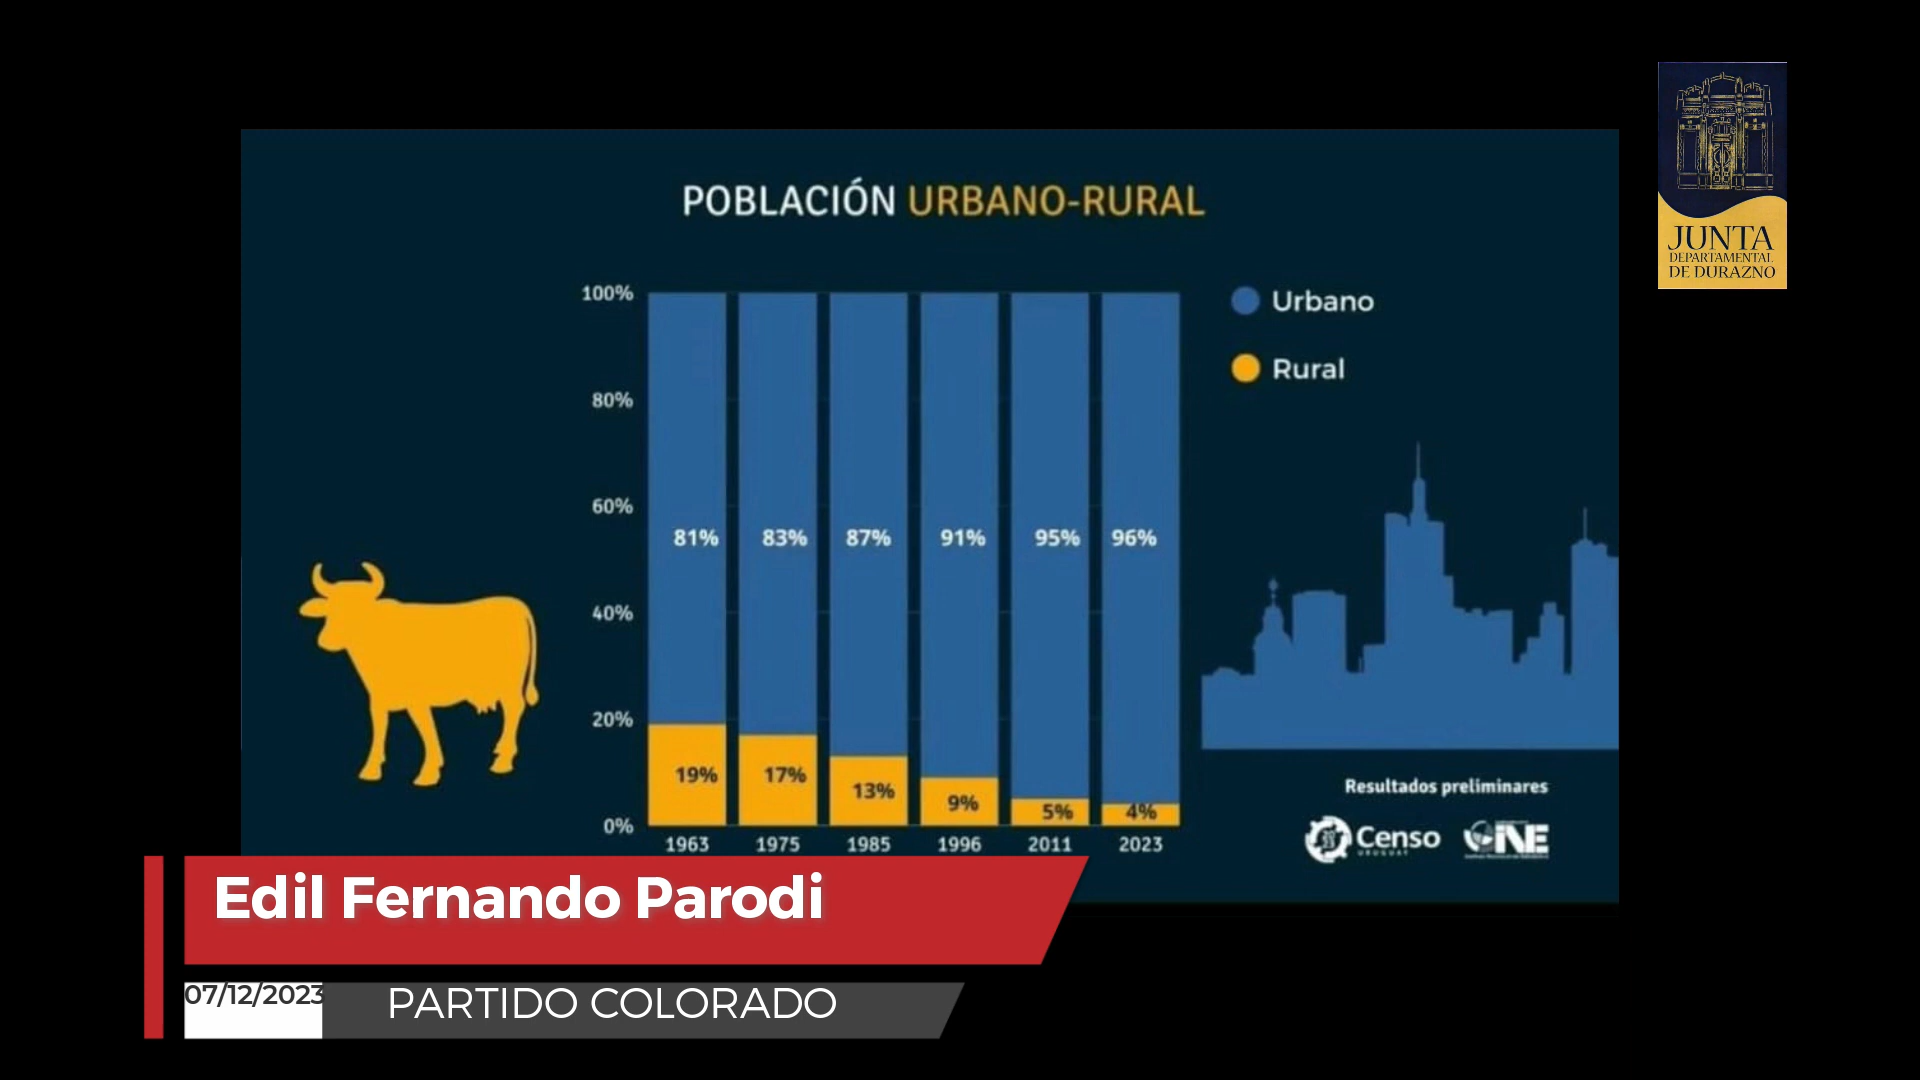 JUNTA
DEPARTAMENTAL
DE DURAZNO
POBLACIÓN URBANO-RURAL
100%
80%
60%
40%
20%
0%
81% 83% 87% 91% 95% 96%
19% 17% 13% 9% 5% 4%
1963 1975 1985 1996 2011 2023
Urbano
Rural
Resultados preliminares
Censo
URUGUAY
INE
Edil Fernando Parodi
07/12/2023
PARTIDO COLORADO